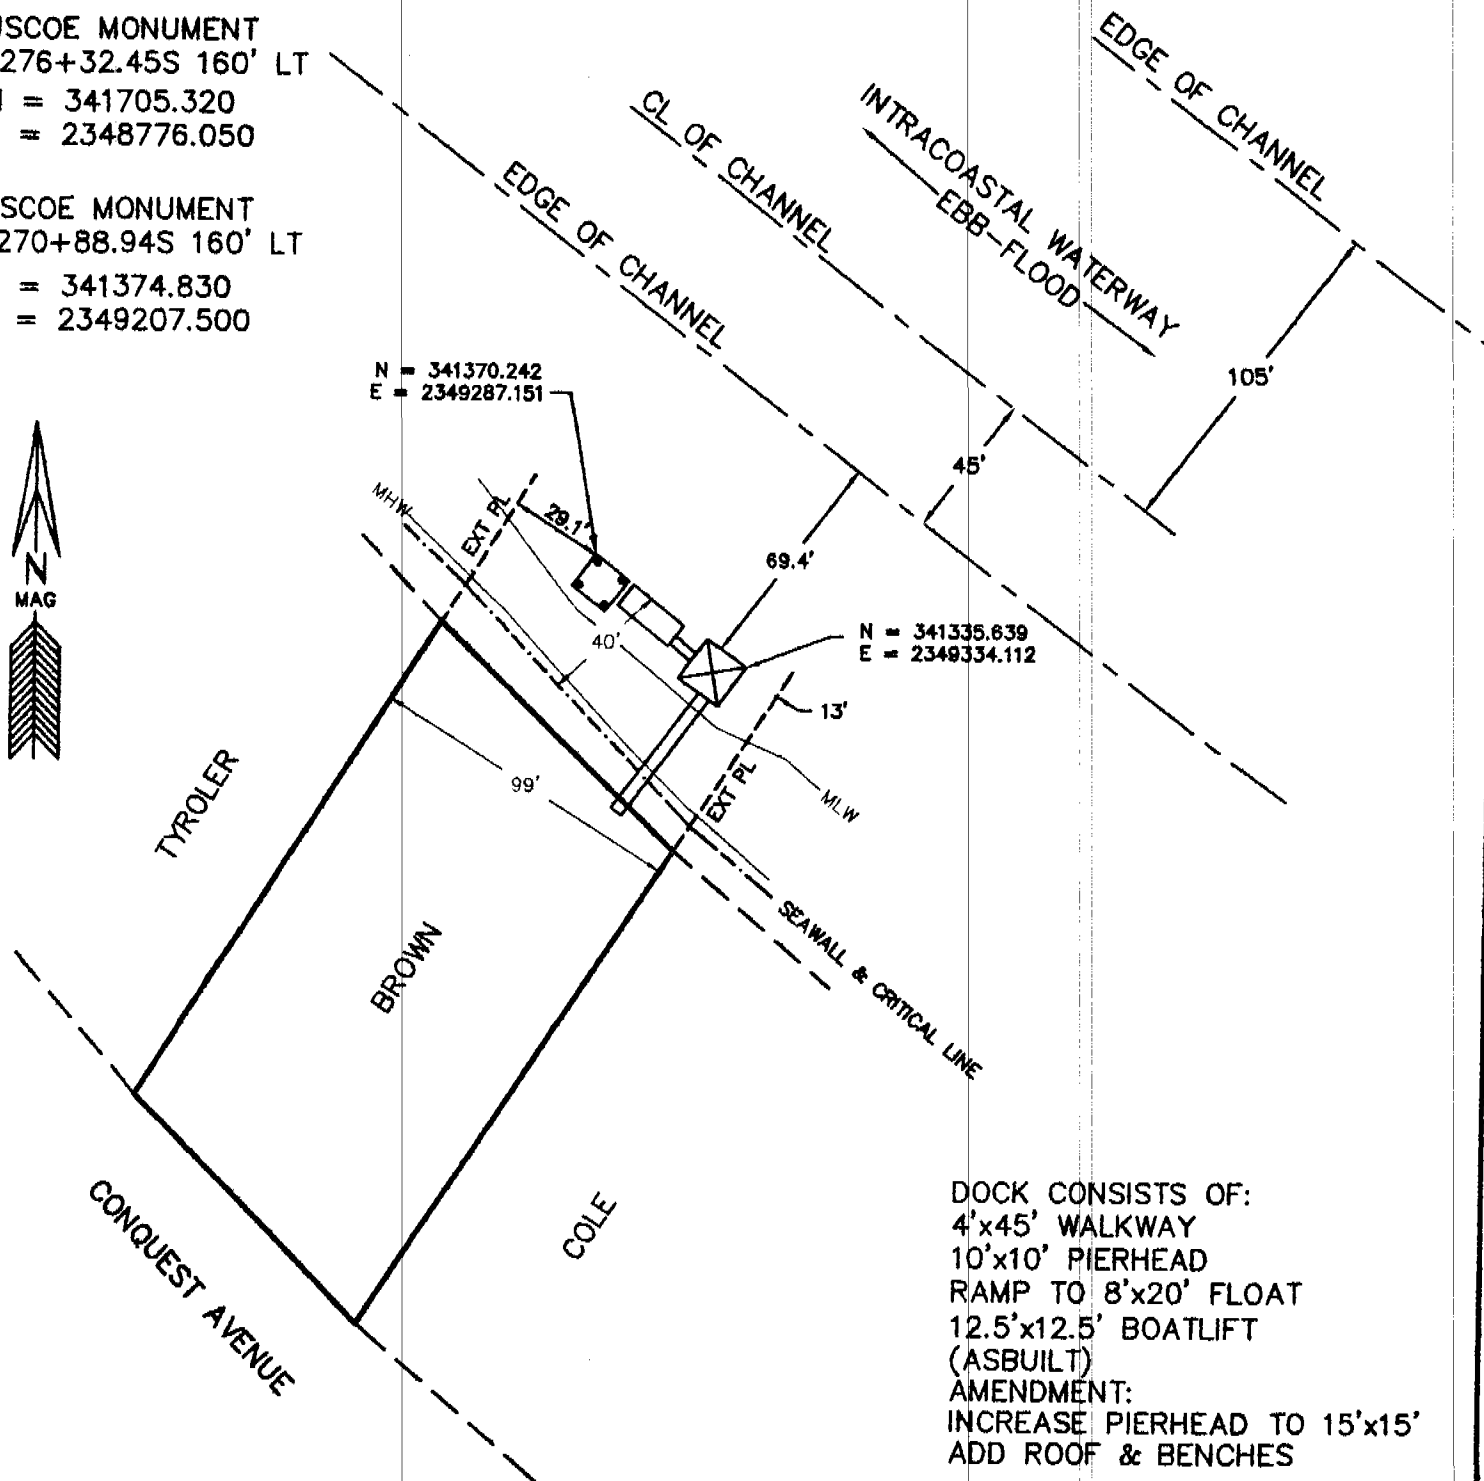 USCOE MONUMENT
276+32.45S 160' LT
= 341705.320
= 2348776.050
SCOE MONUMENT
270+88.94S 160' LT
= 341374.830
= 2349207.500
EDGE OF CHANNEL
CL OF CHANNEL
INTRACOASTAL WATERWAY
EBB-FLOOD
EDGE OF CHANNEL
105'
45'
69.4'
N = 341370.242
E = 2349287.151
N
MAG
MHW
EXT PL
29.1'
40'
N = 341335.639
E = 2349334.112
13'
EXT PL
MLW
99'
TYROLER
BROWN
COLE
SEAWALL & CRITICAL LINE
CONQUEST AVENUE
DOCK CONSISTS OF:
4'x45' WALKWAY
10'x10' PIERHEAD
RAMP TO 8'x20' FLOAT
12.5'x12.5' BOATLIFT
(ASBUILT)
AMENDMENT:
INCREASE PIERHEAD TO 15'x15'
ADD ROOF & BENCHES